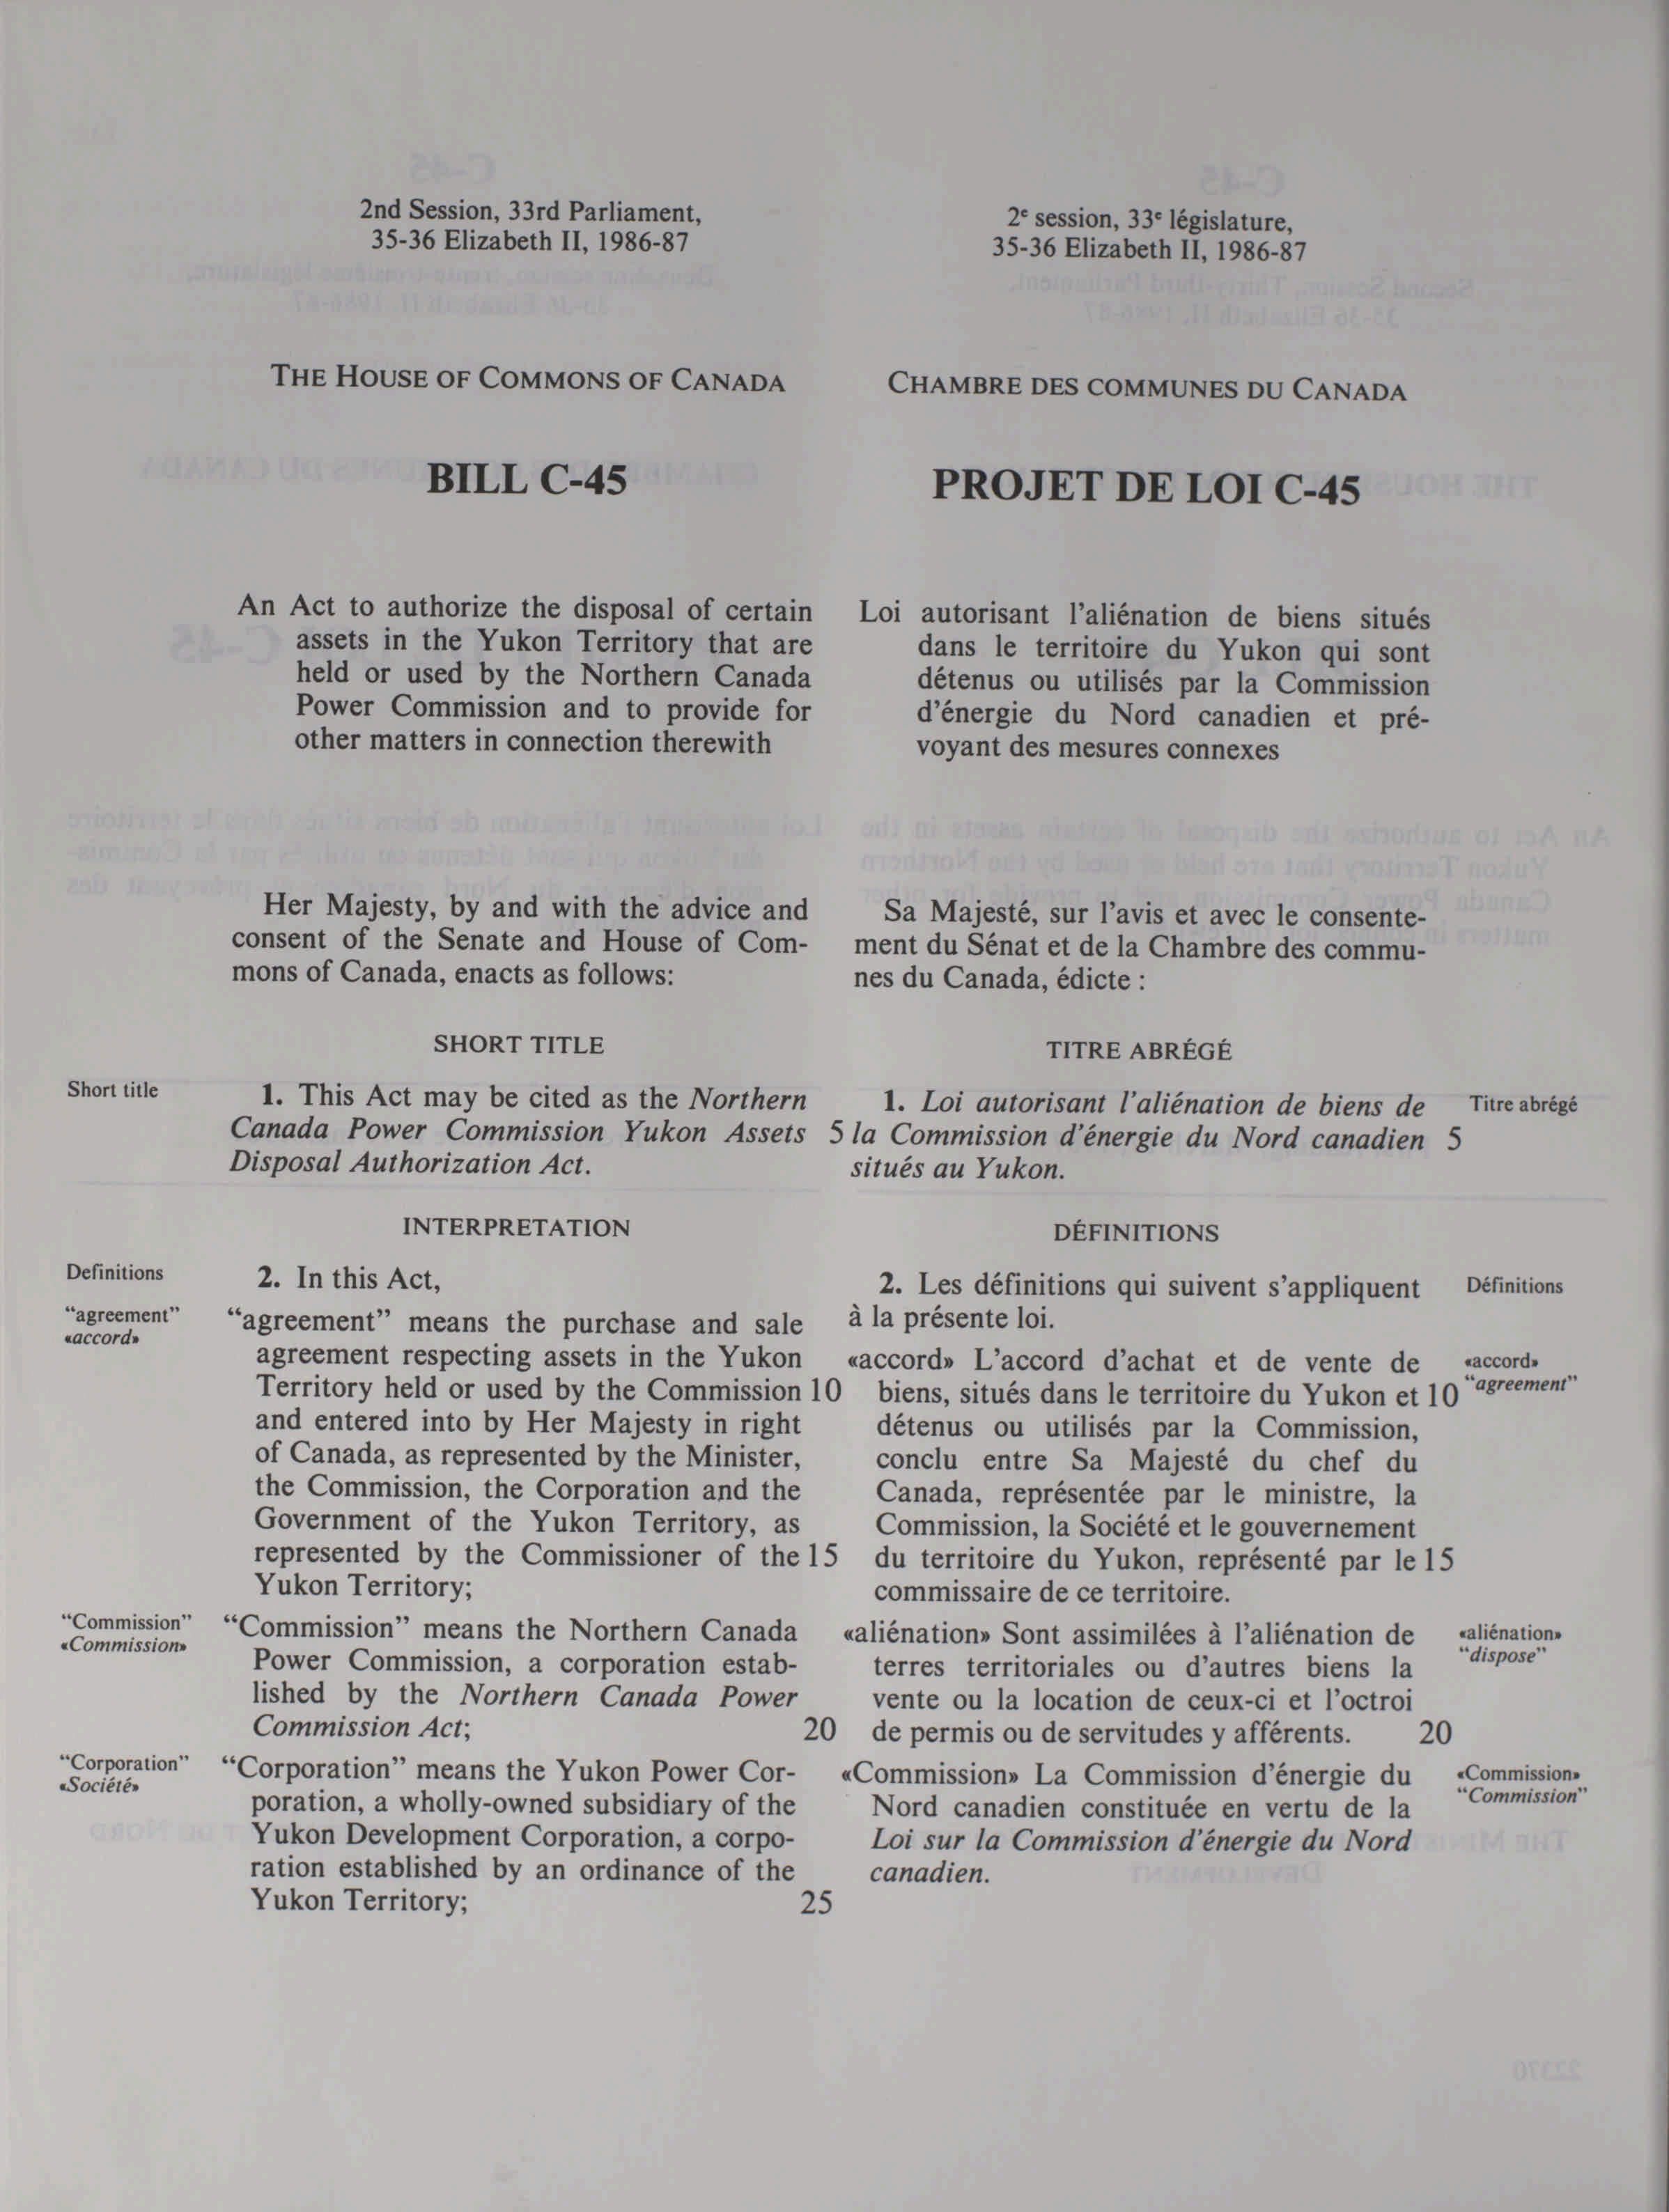 2nd Session, 33rd Parliament,
35-36 Elizabeth II, 1986-87
THE HOUSE OF COMMONS OF CANADA
BILL C-45
An Act to authorize the disposal of certain
assets in the Yukon Territory that are
held or used by the Northern Canada
Power Commission and to provide for
other matters in connection therewith
Her Majesty, by and with the advice and
consent of the Senate and House of Com-
mons of Canada, enacts as follows:
SHORT TITLE
Short title
1. This Act may be cited as the Northern
Canada Power Commission Yukon Assets 5
Disposal Authorization Act.
INTERPRETATION
Definitions
2. In this Act,
"agreement"
«accord»
"agreement" means the purchase and sale
agreement respecting assets in the Yukon
Territory held or used by the Commission 10
and entered into by Her Majesty in right
of Canada, as represented by the Minister,
the Commission, the Corporation and the
Government of the Yukon Territory, as
represented by the Commissioner of the 15
Yukon Territory;
"Commission"
«Commission»
"Commission" means the Northern Canada
Power Commission, a corporation estab-
lished by the Northern Canada Power
Commission Act; 20
"Corporation"
«Société»
"Corporation" means the Yukon Power Cor-
poration, a wholly-owned subsidiary of the
Yukon Development Corporation, a corpo-
ration established by an ordinance of the
Yukon Territory; 25
2e session, 33e législature,
35-36 Elizabeth II, 1986-87
CHAMBRE DES COMMUNES DU CANADA
PROJET DE LOI C-45
Loi autorisant l'aliénation de biens situés
dans le territoire du Yukon qui sont
détenus ou utilisés par la Commission
d'énergie du Nord canadien et pré-
voyant des mesures connexes
Sa Majesté, sur l'avis et avec le consente-
ment du Sénat et de la Chambre des commu-
nes du Canada, édicte :
TITRE ABRÉGÉ
1. Loi autorisant l'aliénation de biens de
la Commission d'énergie du Nord canadien 5
situés au Yukon.
Titre abrégé
DÉFINITIONS
2. Les définitions qui suivent s'appliquent
à la présente loi.
Définitions
«accord» L'accord d'achat et de vente de
biens, situés dans le territoire du Yukon et 10
détenus ou utilisés par la Commission,
conclu entre Sa Majesté du chef du
Canada, représentée par le ministre, la
Commission, la Société et le gouvernement
du territoire du Yukon, représenté par le 15
commissaire de ce territoire.
«accord»
"agreement"
«aliénation» Sont assimilées à l'aliénation de
terres territoriales ou d'autres biens la
vente ou la location de ceux-ci et l'octroi
de permis ou de servitudes y afférents. 20
«aliénation»
"dispose"
«Commission» La Commission d'énergie du
Nord canadien constituée en vertu de la
Loi sur la Commission d'énergie du Nord
canadien.
«Commission»
"Commission"